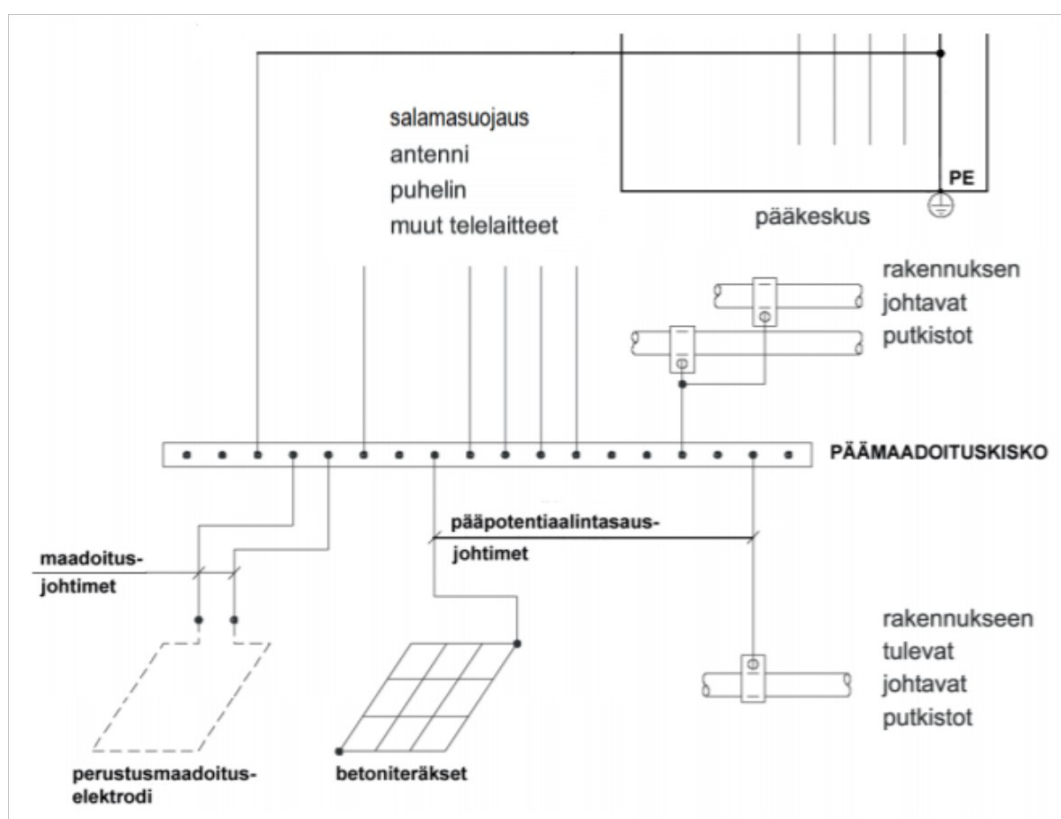 salamasuojaus
antenni
puhelin
muut telelaitteet
PE
pääkeskus
rakennuksen
johtavat
putkistot
PÄÄMAADOITUSKISKO
pääpotentiaalintasaus-
johtimet
maadoitus-
johtimet
rakennukseen
tulevat
johtavat
putkistot
perustusmaadoitus-
elektrodi
betoniteräkset